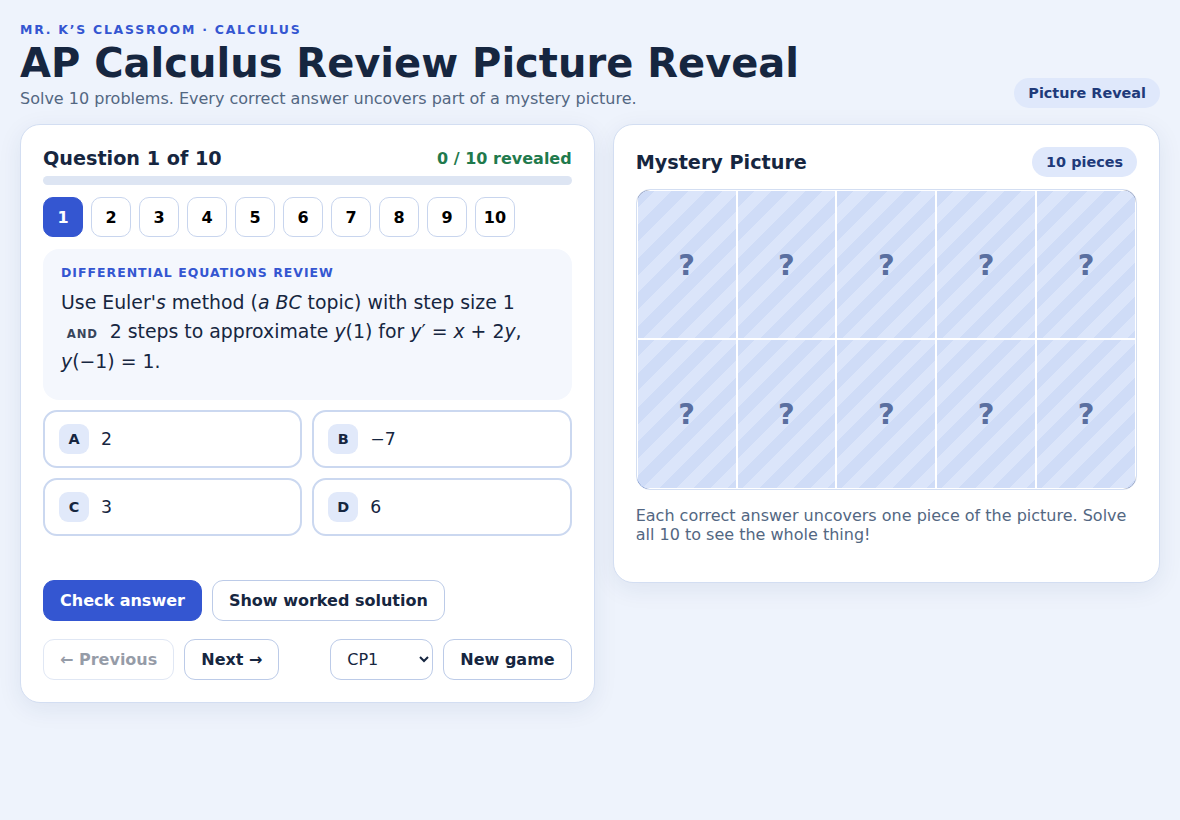 MR. K’S CLASSROOM · CALCULUS
AP Calculus Review Picture Reveal
Solve 10 problems. Every correct answer uncovers part of a mystery picture.
Picture Reveal
Question 1 of 10
0 / 10 revealed
1 2 3 4 5 6 7 8 9 10
DIFFERENTIAL EQUATIONS REVIEW
Use Euler's method (a BC topic) with step size 1
AND 2 steps to approximate y(1) for y′ = x + 2y,
y(−1) = 1.
A 2
B −7
C 3
D 6
Check answer
Show worked solution
← Previous
Next →
CP1
New game
Mystery Picture
10 pieces
? ? ? ? ?
? ? ? ? ?
Each correct answer uncovers one piece of the picture. Solve
all 10 to see the whole thing!